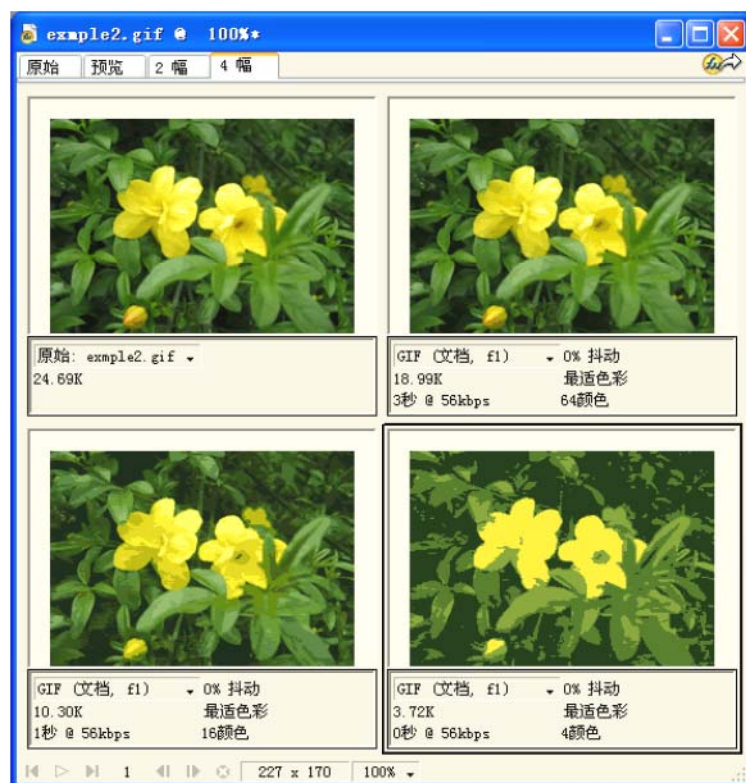 exmple2.gif @ 100%*
原始 预览 2 幅 4 幅
原始: exmple2.gif
24.69K
GIF (文档, f1) 0% 抖动
18.99K 最适色彩
3秒 @ 56kbps 64颜色
GIF (文档, f1) 0% 抖动
10.30K 最适色彩
1秒 @ 56kbps 16颜色
GIF (文档, f1) 0% 抖动
3.72K 最适色彩
0秒 @ 56kbps 4颜色
1 227 x 170 100%